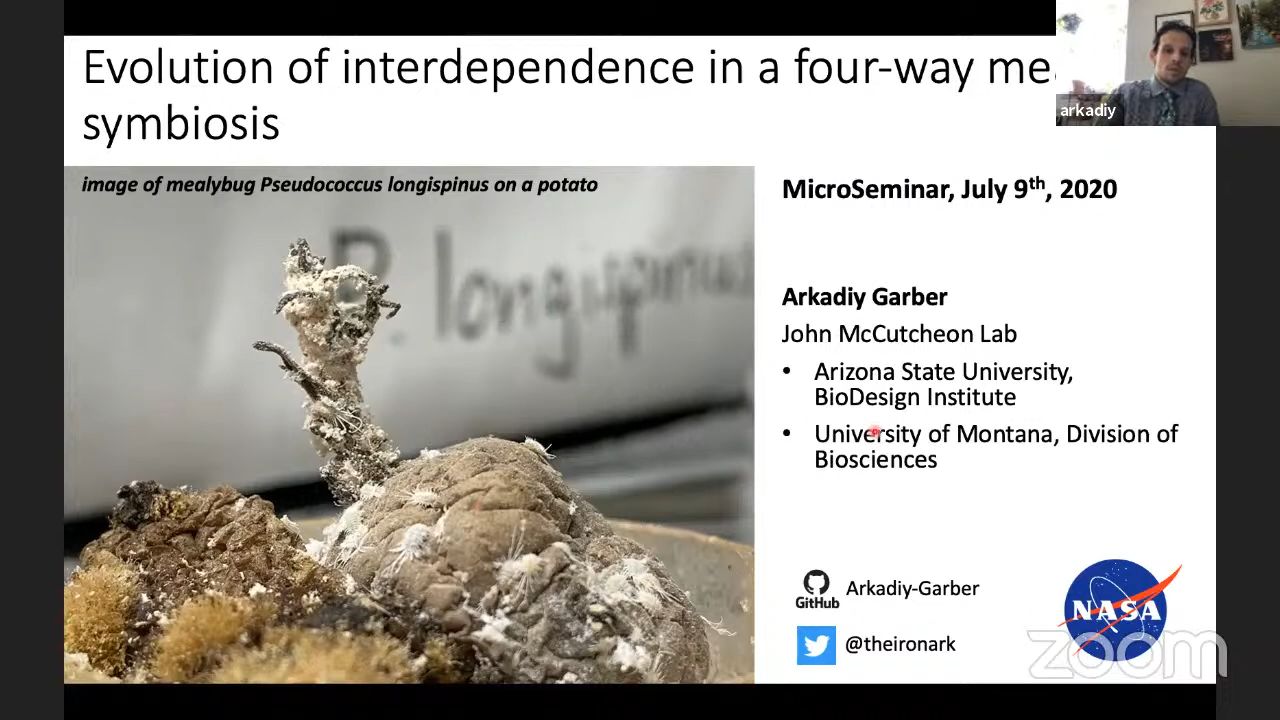 Evolution of interdependence in a four-way
symbiosis
arkadiy
image of mealybug Pseudococcus longispinus on a potato
P. longispinus
MicroSeminar, July 9th, 2020
Arkadiy Garber
John McCutcheon Lab
• Arizona State University,
BioDesign Institute
• University of Montana, Division of
Biosciences
GitHub Arkadiy-Garber
@theironark
NASA
zoom